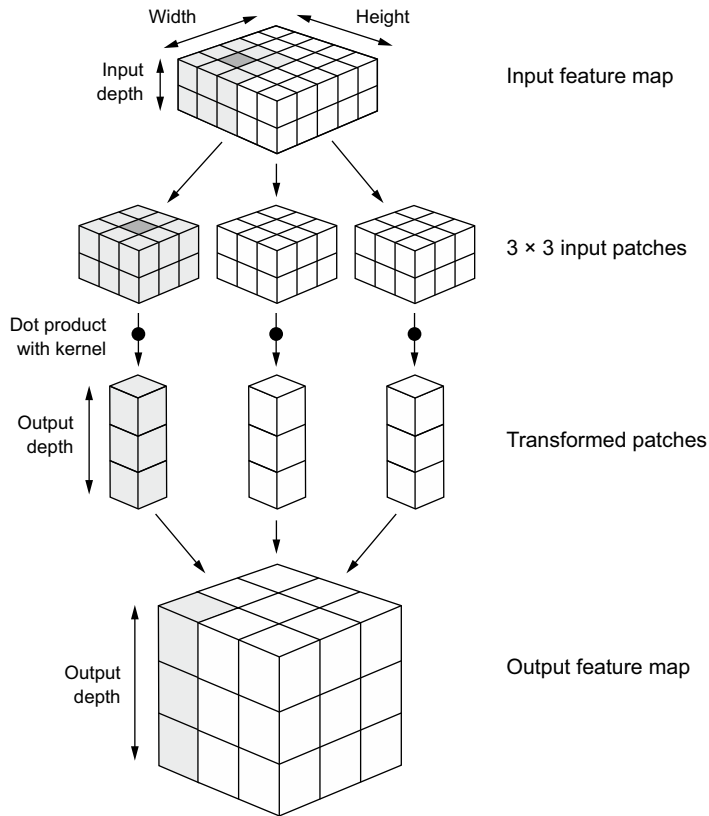 Width
Height
Input
depth
Input feature map
3 × 3 input patches
Dot product
with kernel
Output
depth
Transformed patches
Output
depth
Output feature map